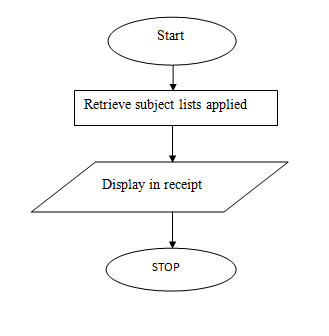 Start
Retrieve subject lists applied
Display in receipt
STOP